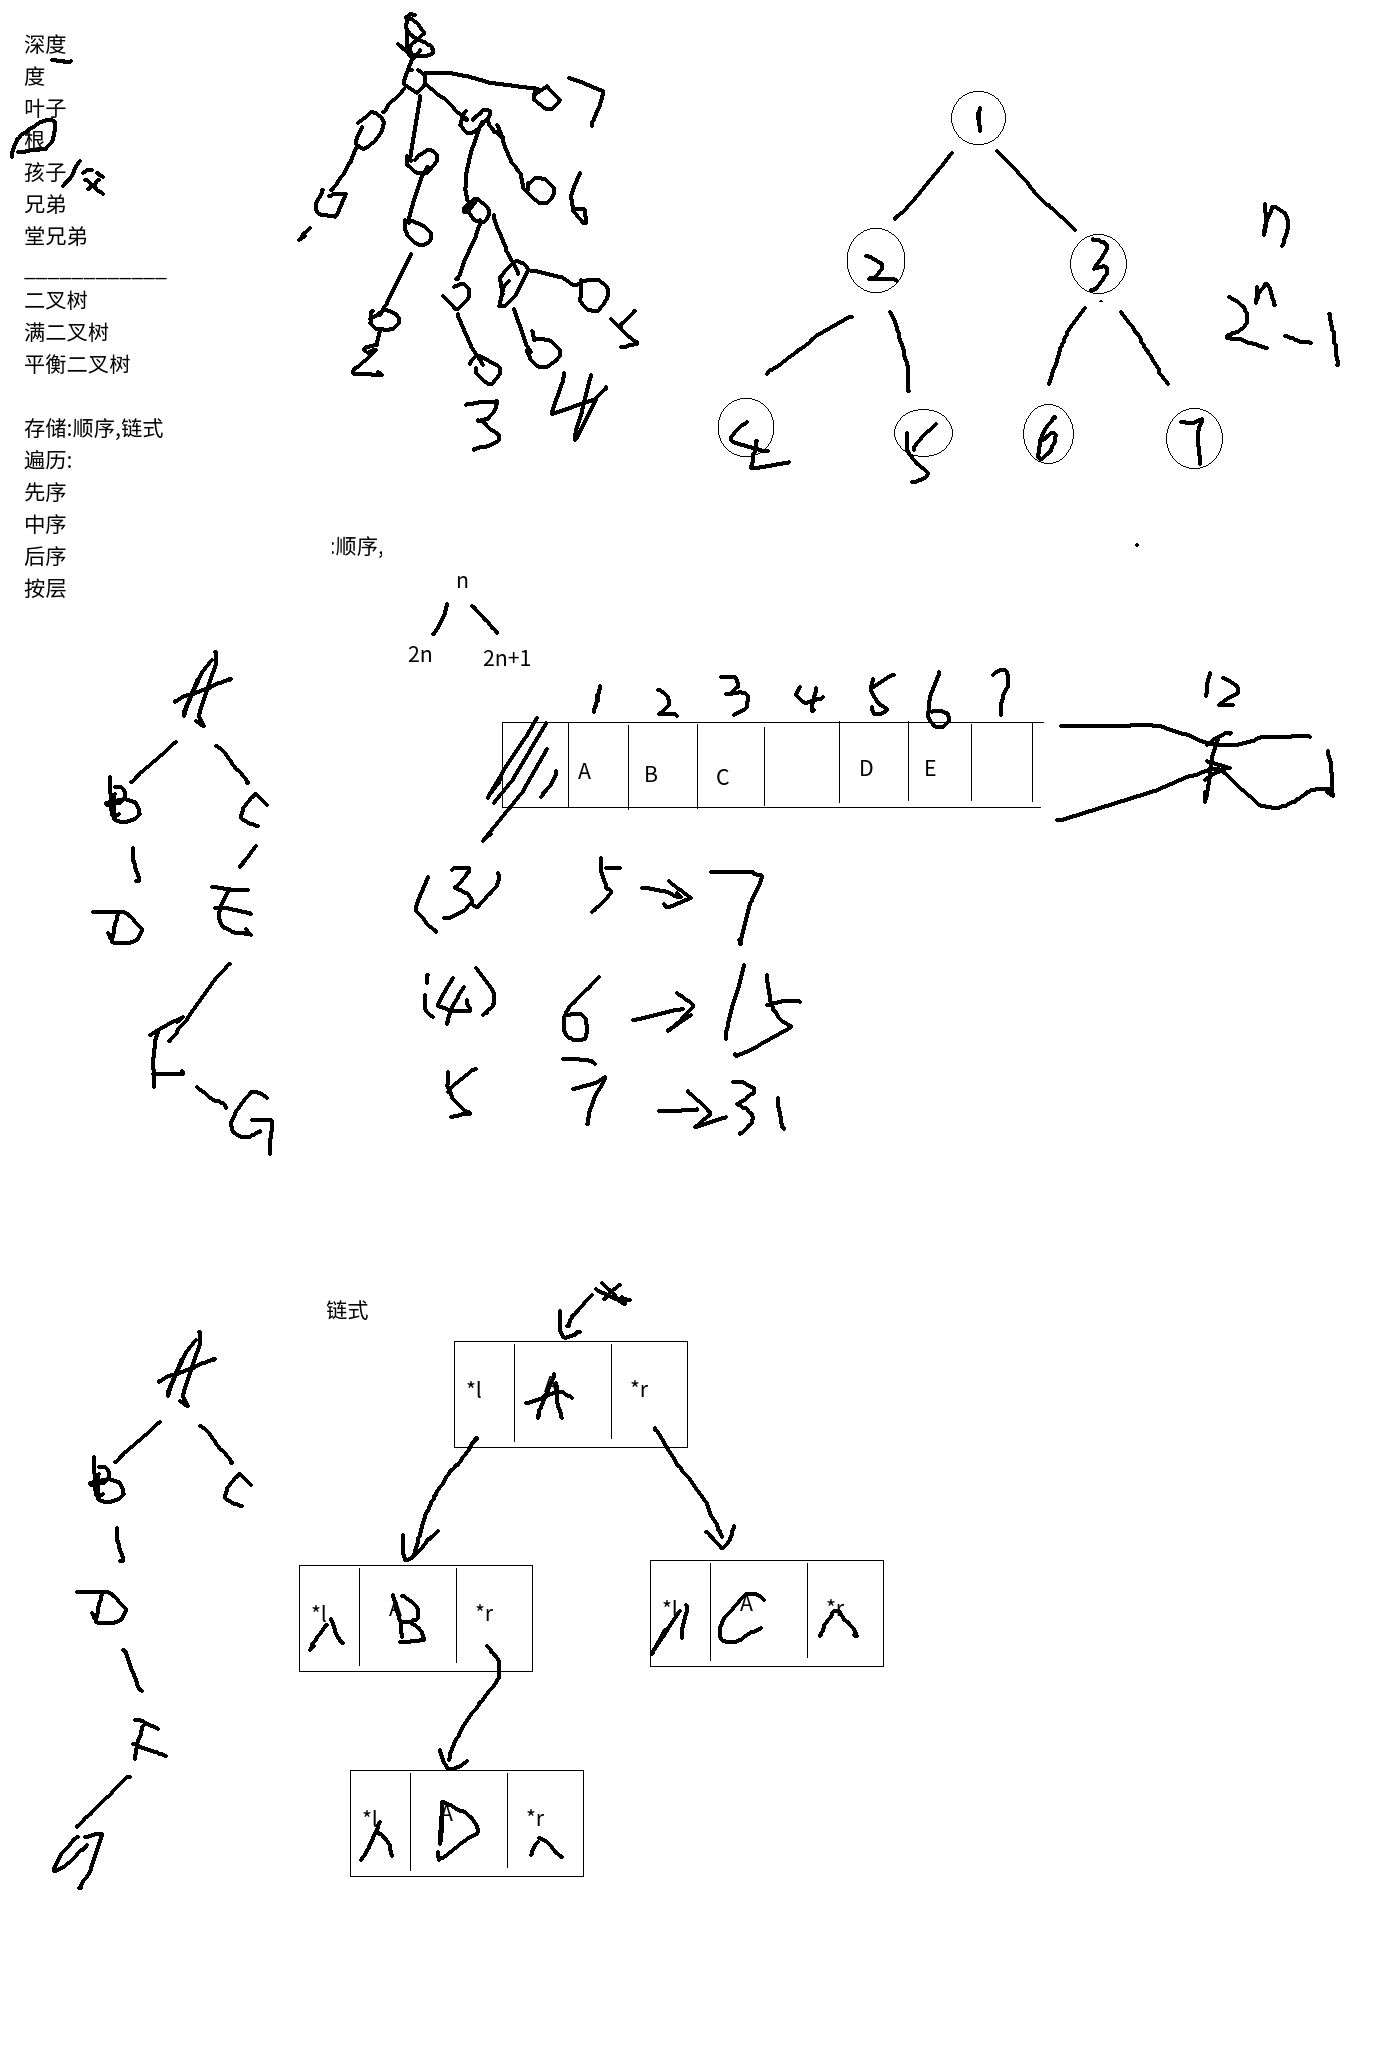 深度
度
叶子
根
孩子/父
兄弟
堂兄弟
____________
二叉树
满二叉树
平衡二叉树
存储:顺序,链式
遍历:
先序
中序
后序
按层
7
6
5
2
3
4
1
2 3
4 5 6 7
n
2^n-1
:顺序,
n
2n 2n+1
A
B C
D E
F
G
1 2 3 4 5 6 7 12
A B C D E F
(3) 5 → 7
(4) 6 → 15
5 7 → 31
链式
A
B C
D
F
*l A *r
*l B *r
*l C *r
*l D *r